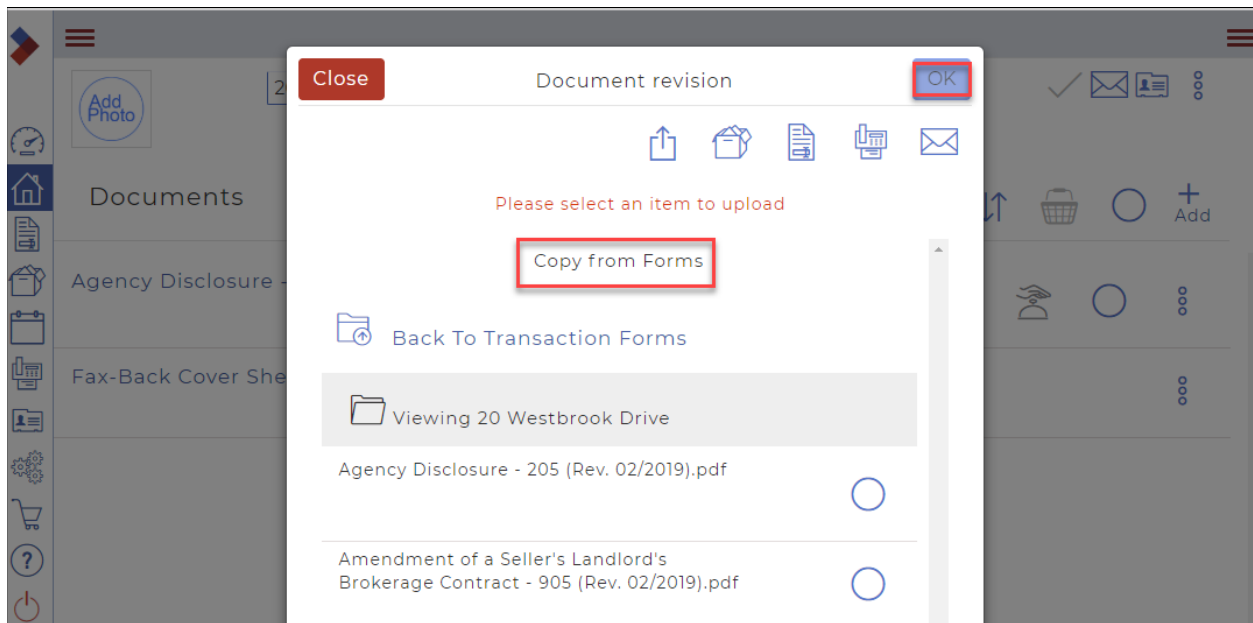 Close
Document revision
OK
Add
Photo
2
Documents
Please select an item to upload
Add
Copy from Forms
Agency Disclosure -
Back To Transaction Forms
Fax-Back Cover She
Viewing 20 Westbrook Drive
Agency Disclosure - 205 (Rev. 02/2019).pdf
Amendment of a Seller's Landlord's
Brokerage Contract - 905 (Rev. 02/2019).pdf
?